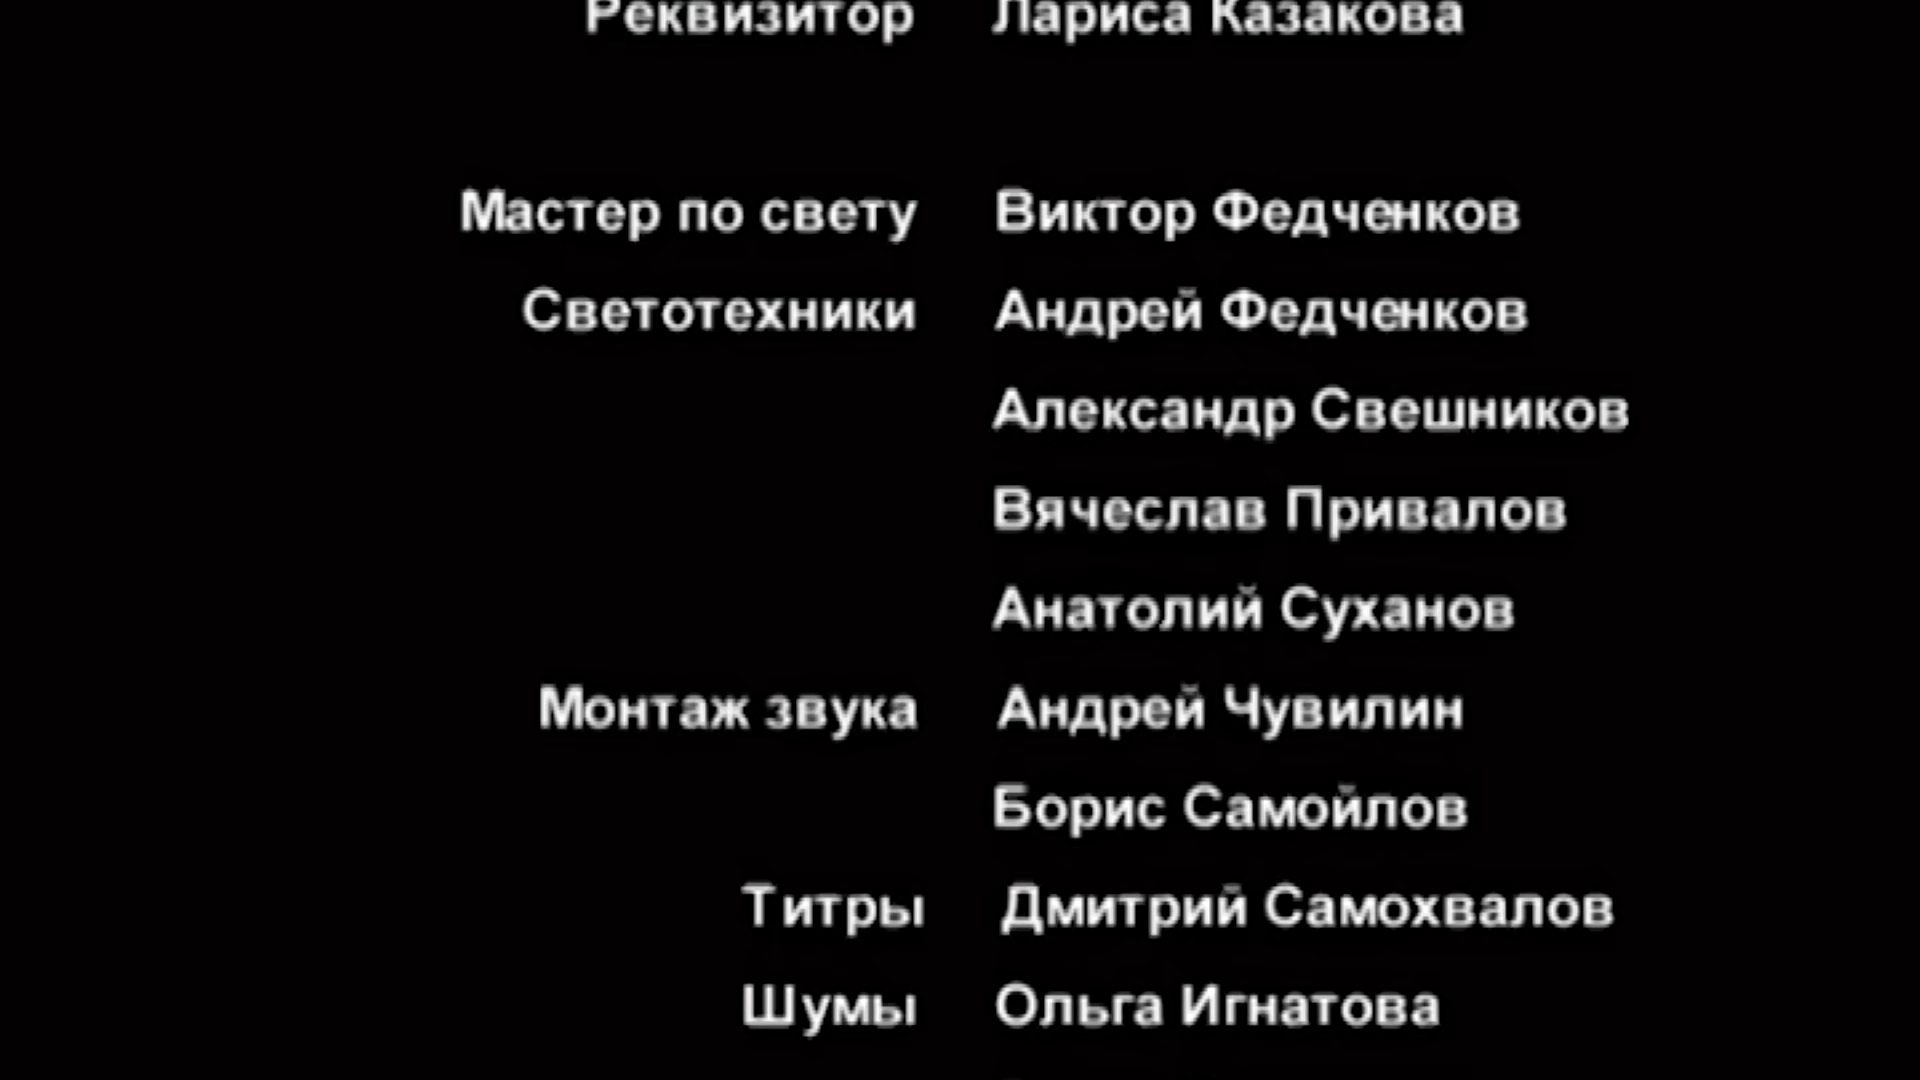 Реквизитор Лариса Казакова
Мастер по свету Виктор Федченков
Светотехники Андрей Федченков
Александр Свешников
Вячеслав Привалов
Анатолий Суханов
Монтаж звука Андрей Чувилин
Борис Самойлов
Титры Дмитрий Самохвалов
Шумы Ольга Игнатова